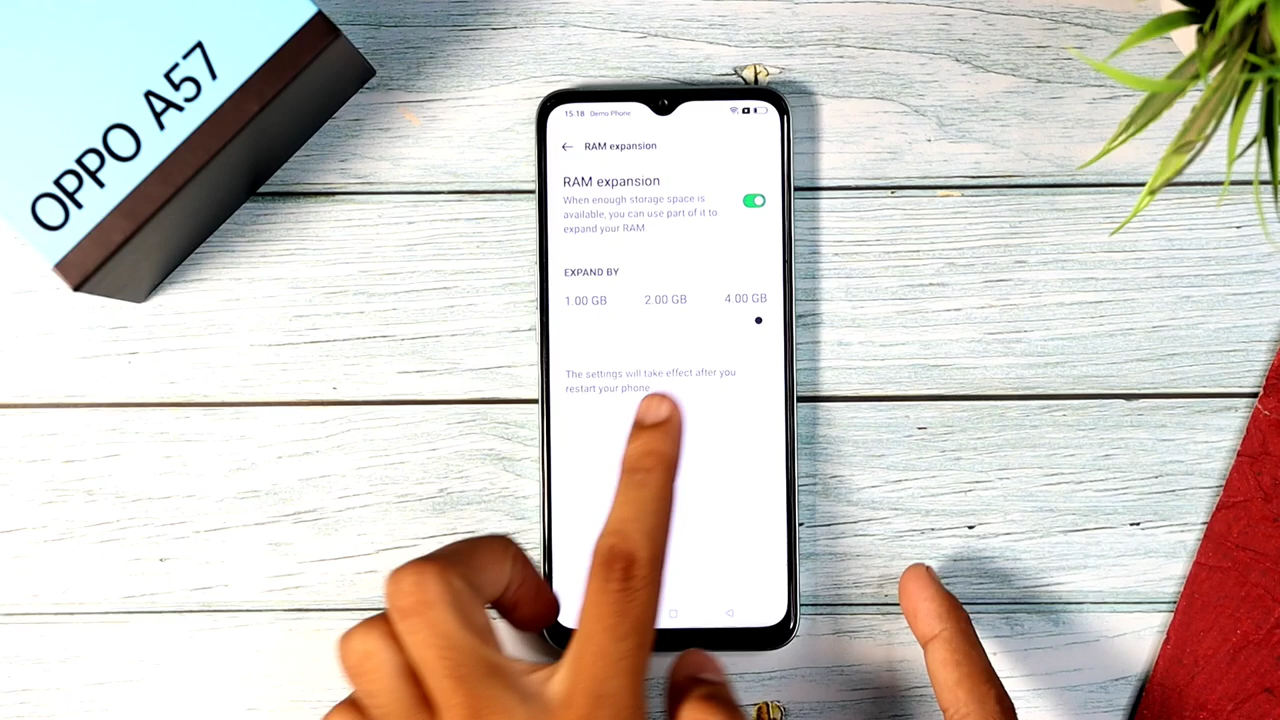 OPPO A57
15:18 Demo Phone
RAM expansion
RAM expansion
When enough storage space is
available, you can use part of it to
expand your RAM.
EXPAND BY
1.00 GB 2.00 GB 4.00 GB
The settings will take effect after you
restart your phone.